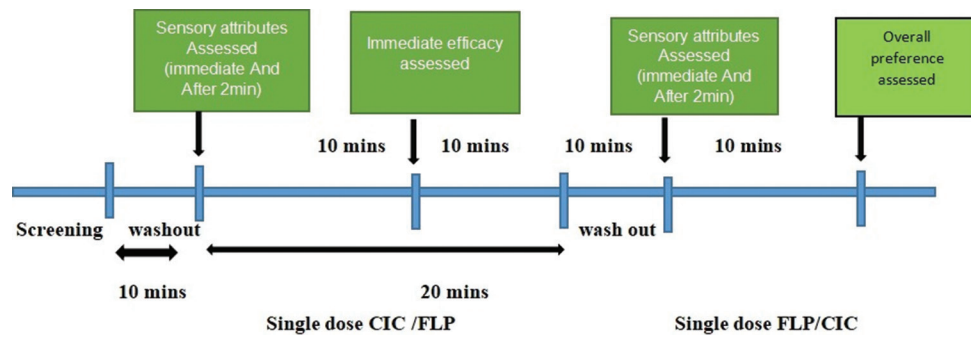 Sensory attributes
Assessed
(immediate And
After 2min)
Immediate efficacy
assessed
Sensory attributes
Assessed
(immediate And
After 2min)
Overall
preference
assessed
10 mins
10 mins
10 mins
10 mins
Screening
washout
wash out
10 mins
20 mins
Single dose CIC /FLP
Single dose FLP/CIC